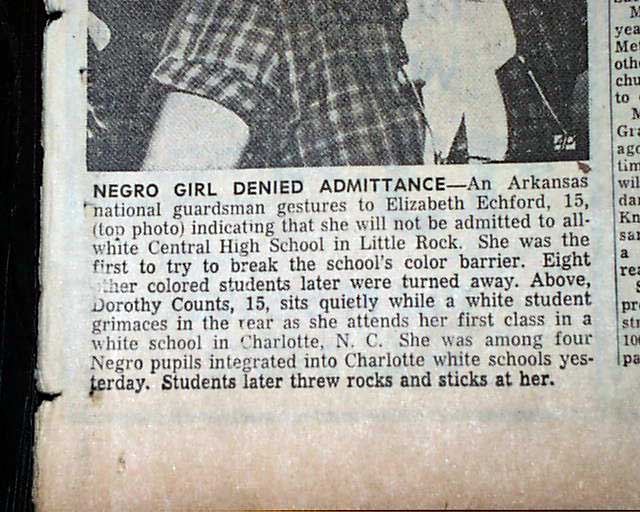 NEGRO GIRL DENIED ADMITTANCE—An Arkansas
national guardsman gestures to Elizabeth Echford, 15,
(top photo) indicating that she will not be admitted to all-
white Central High School in Little Rock. She was the
first to try to break the school's color barrier. Eight
other colored students later were turned away. Above,
Dorothy Counts, 15, sits quietly while a white student
grimaces in the rear as she attends her first class in a
white school in Charlotte, N. C. She was among four
Negro pupils integrated into Charlotte white schools yes-
terday. Students later threw rocks and sticks at her.